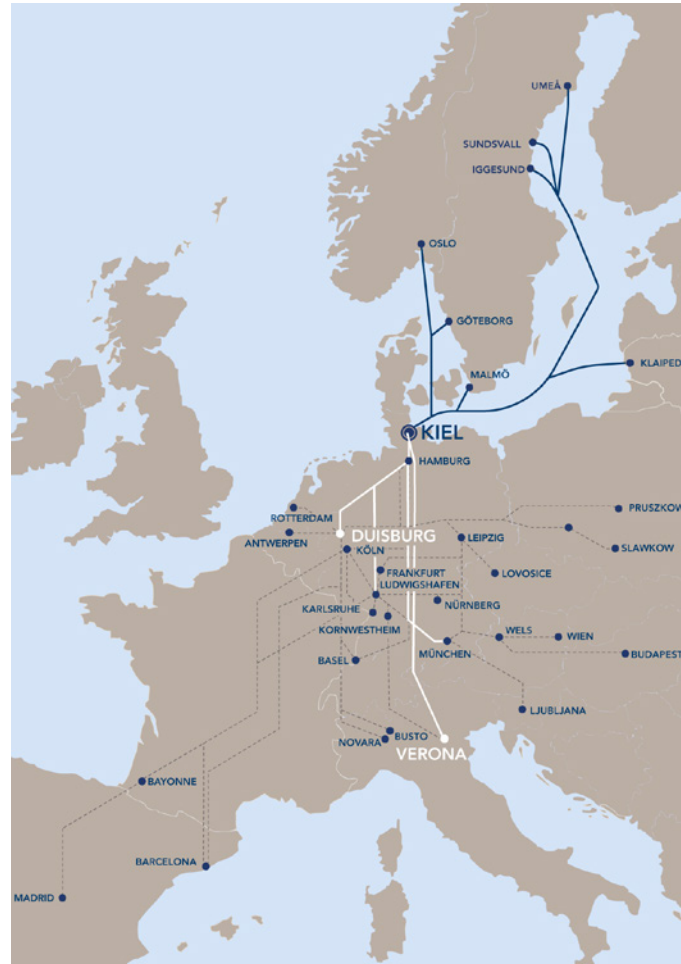 UMEÅ
SUNDSVALL
IGGESUND
OSLO
GÖTEBORG
MALMÖ
KLAIPED
KIEL
HAMBURG
ROTTERDAM
ANTWERPEN
DUISBURG
KÖLN
LEIPZIG
PRUSZKOW
SLAWKOW
FRANKFURT
LUDWIGSHAFEN
LOVOSICE
KARLSRUHE
KORNWESTHEIM
NÜRNBERG
BASEL
MÜNCHEN
WELS
WIEN
BUDAPEST
LJUBLJANA
NOVARA
BUSTO
VERONA
BAYONNE
BARCELONA
MADRID